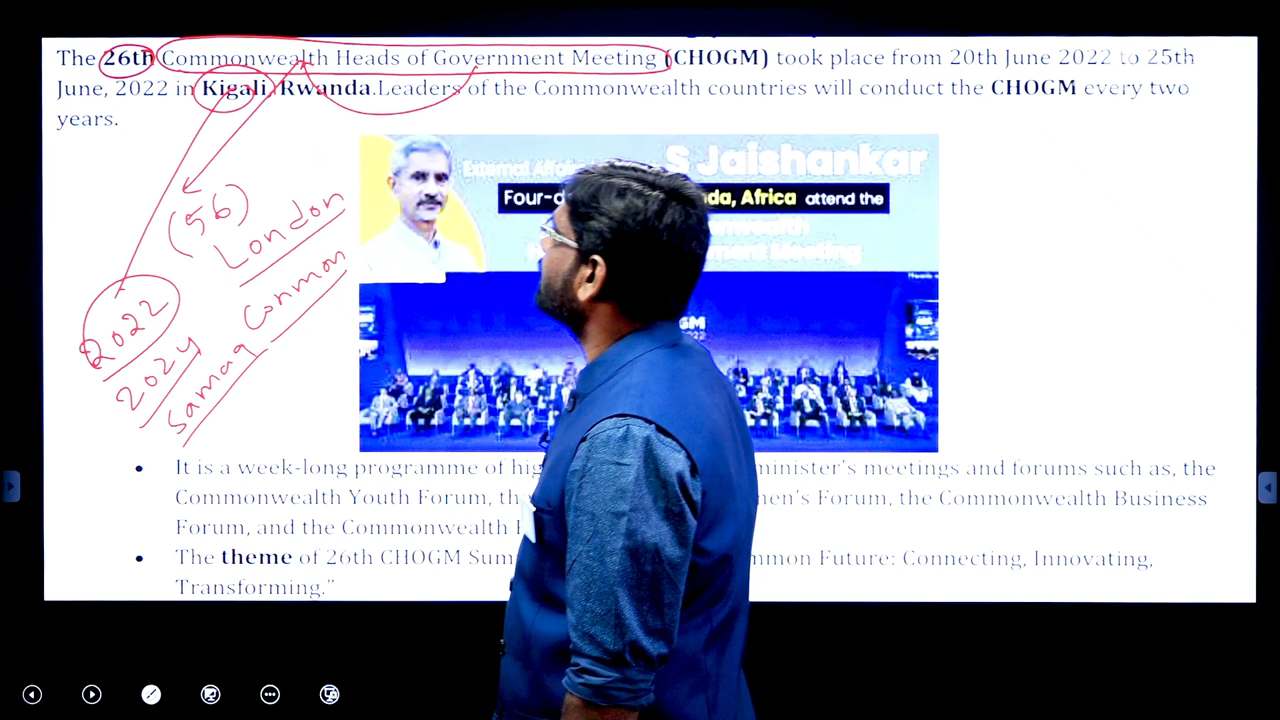 The 26th Commonwealth Heads of Government Meeting (CHOGM) took place from 20th June 2022 to 25th
June, 2022 in Kigali, Rwanda.Leaders of the Commonwealth countries will conduct the CHOGM every two
years.
External Affairs S Jaishankar
Four-d nda, Africa attend the
(56)
London
Common
2022
2024
Samaq
It is a week-long programme of hig minister's meetings and forums such as, the
Commonwealth Youth Forum, th men's Forum, the Commonwealth Business
Forum, and the Commonwealth
The theme of 26th CHOGM Sum mmon Future: Connecting, Innovating,
Transforming."